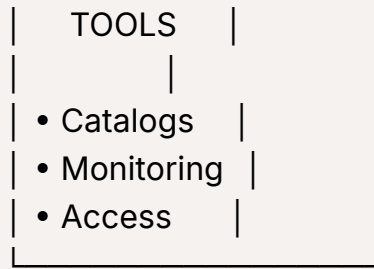 │ TOOLS │
│ │
│ • Catalogs │
│ • Monitoring │
│ • Access │
└──────────────